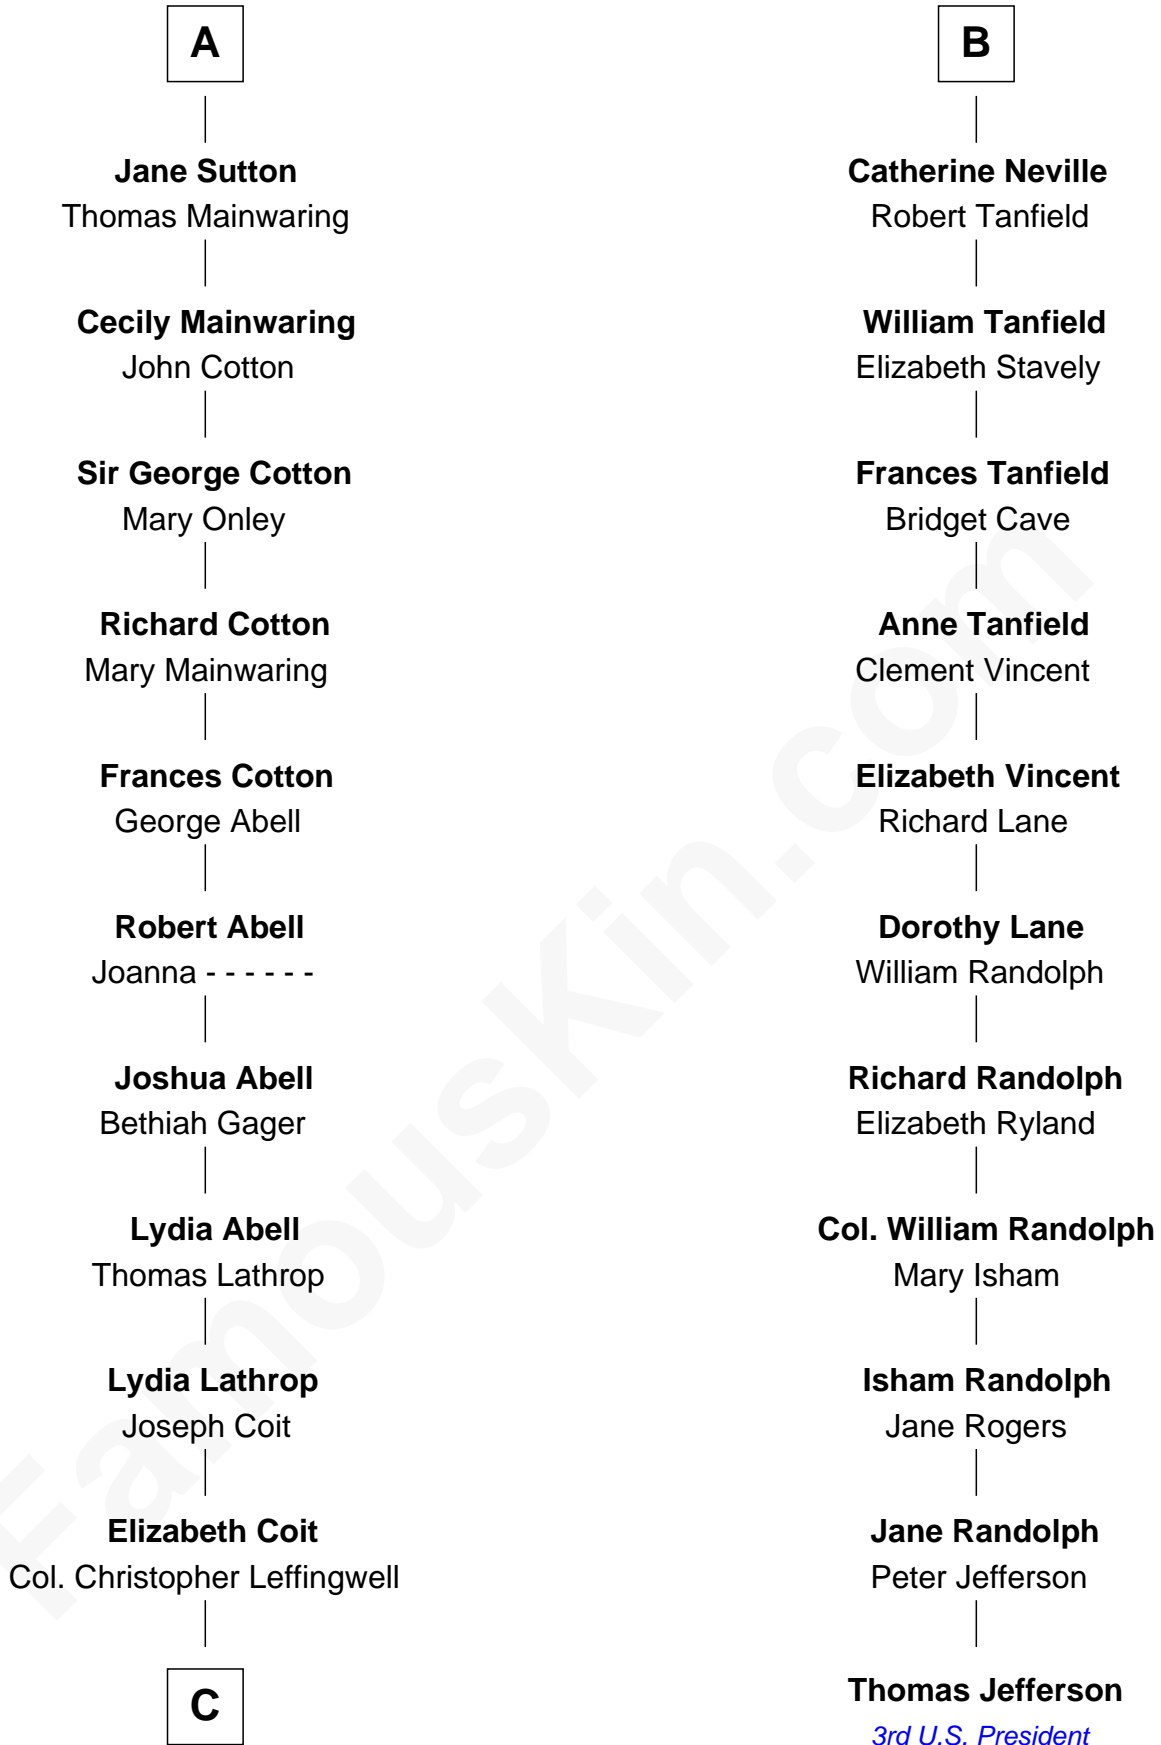 A
Jane Sutton
Thomas Mainwaring
Cecily Mainwaring
John Cotton
Sir George Cotton
Mary Onley
Richard Cotton
Mary Mainwaring
Frances Cotton
George Abell
Robert Abell
Joanna - - - - - -
Joshua Abell
Bethiah Gager
Lydia Abell
Thomas Lathrop
Lydia Lathrop
Joseph Coit
Elizabeth Coit
Col. Christopher Leffingwell
C
B
Catherine Neville
Robert Tanfield
William Tanfield
Elizabeth Stavely
Frances Tanfield
Bridget Cave
Anne Tanfield
Clement Vincent
Elizabeth Vincent
Richard Lane
Dorothy Lane
William Randolph
Richard Randolph
Elizabeth Ryland
Col. William Randolph
Mary Isham
Isham Randolph
Jane Rogers
Jane Randolph
Peter Jefferson
Thomas Jefferson
3rd U.S. President
FamousKin.com